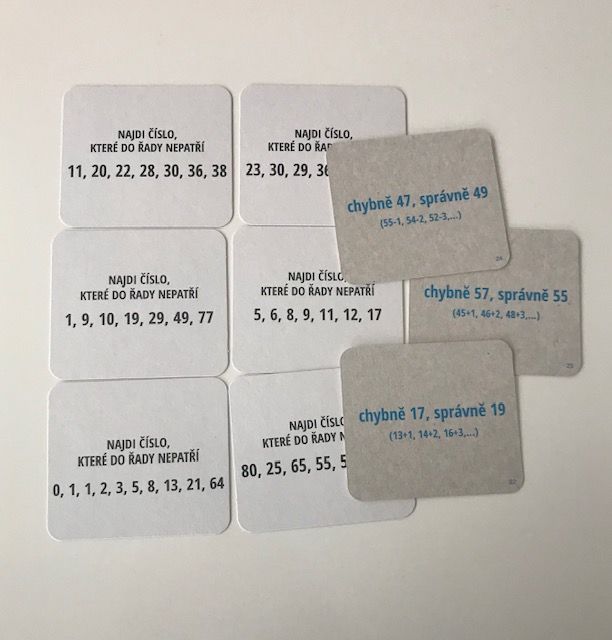 NAJDI ČÍSLO,
KTERÉ DO ŘADY NEPATŘÍ
11, 20, 22, 28, 30, 36, 38
NAJDI ČÍSLO,
KTERÉ DO ŘADY
23, 30, 29,
chybně 47, správně 49
(55-1, 54-2, 52-3,...)
24
NAJDI ČÍSLO,
KTERÉ DO ŘADY NEPATŘÍ
1, 9, 10, 19, 29, 49, 77
NAJDI
KTERÉ DO ŘADY NEPATŘÍ
5, 6, 8, 9, 11, 12, 17
chybně 57, správně 55
(45+1, 46+2, 48+3,...)
23
NAJDI ČÍSLO,
KTERÉ DO ŘADY NEPATŘÍ
0, 1, 1, 2, 3, 5, 8, 13, 21, 64
NAJDI
KTERÉ DO ŘADY
80, 25, 65, 55,
chybně 17, správně 19
(13+1, 14+2, 16+3,...)
22